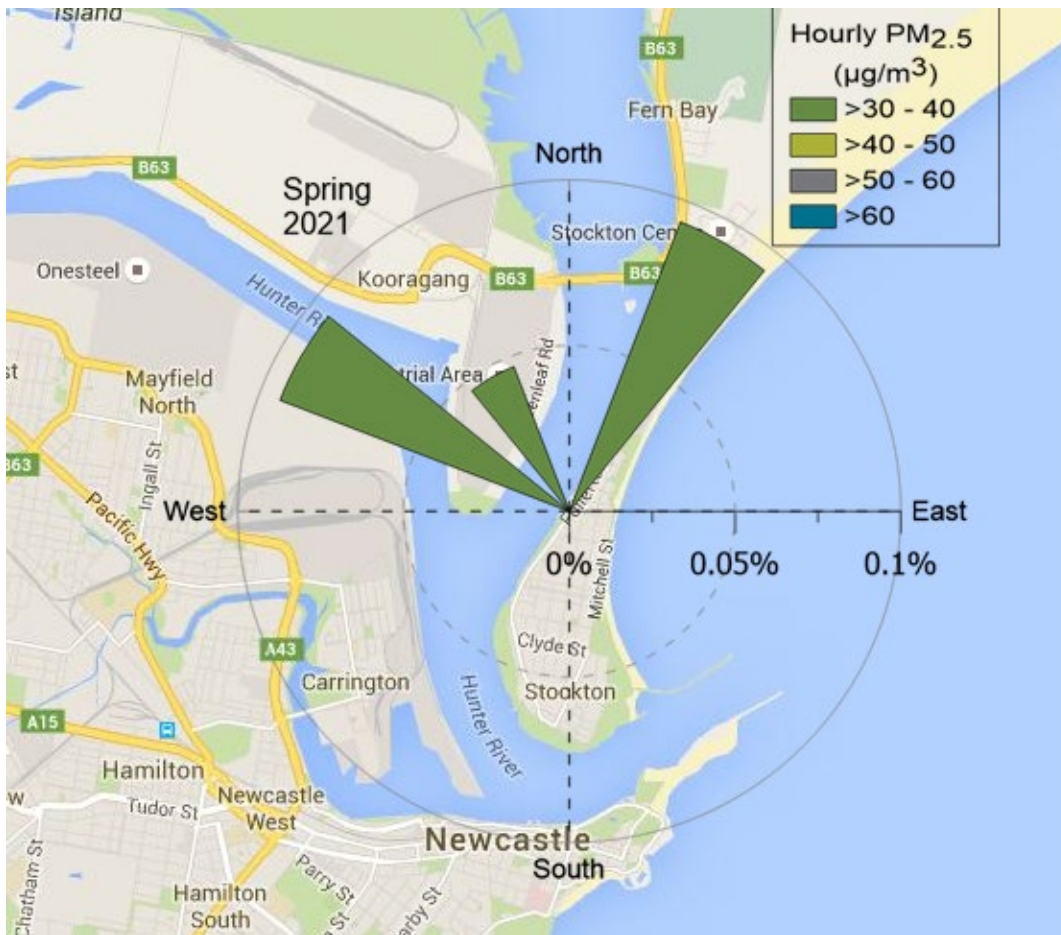 Island
Hourly PM2.5
(µg/m3)
>30 - 40
>40 - 50
>50 - 60
>60
B63
Fern Bay
North
B63
Spring
2021
Stockton Cen
Onesteel
Kooragang
B63
B63
Hunter R
st
trial Area
enleaf Rd
Mayfield
North
B63
Ingall St
Pacific Hwy
West
East
0%
0.05%
0.1%
Mitchell St
Clyde St
A43
Carrington
Stockton
Hunter River
A15
Hamilton
w
Tudor St
Newcastle
West
Newcastle
South
Chatham St
Parry St
Hamilton
South
arby St